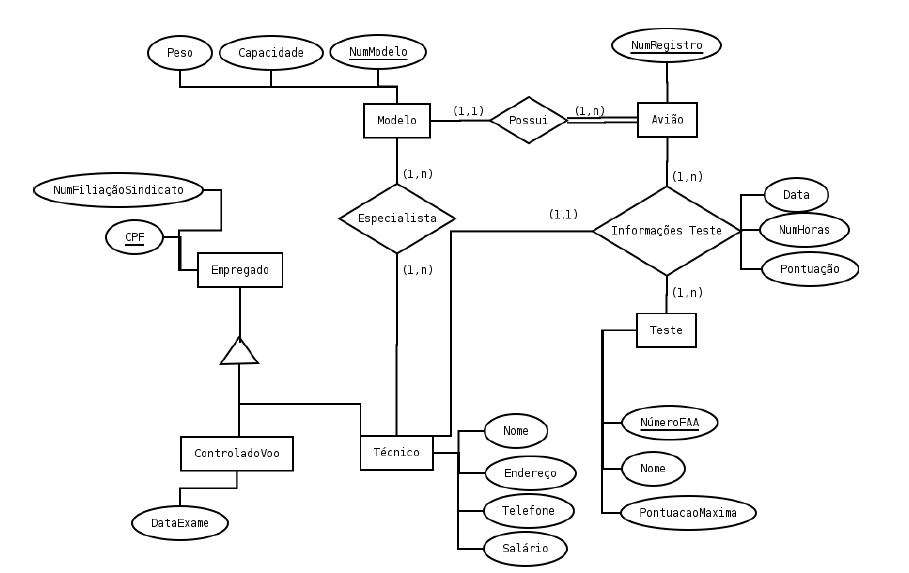 NumRegistro
Peso
Capacidade
NumModelo
Modelo
(1,1)
Possui
(1,n)
Avião
(1,n)
(1,n)
NumFiliaçãoSindicato
Data
Especialista
(1,1)
Informações Teste
NumHoras
CPF
Empregado
(1,n)
Pontuação
(1,n)
Teste
NúmeroFAA
Nome
ControladoVoo
Técnico
Nome
Endereço
Telefone
PontuacaoMaxima
DataExame
Salário